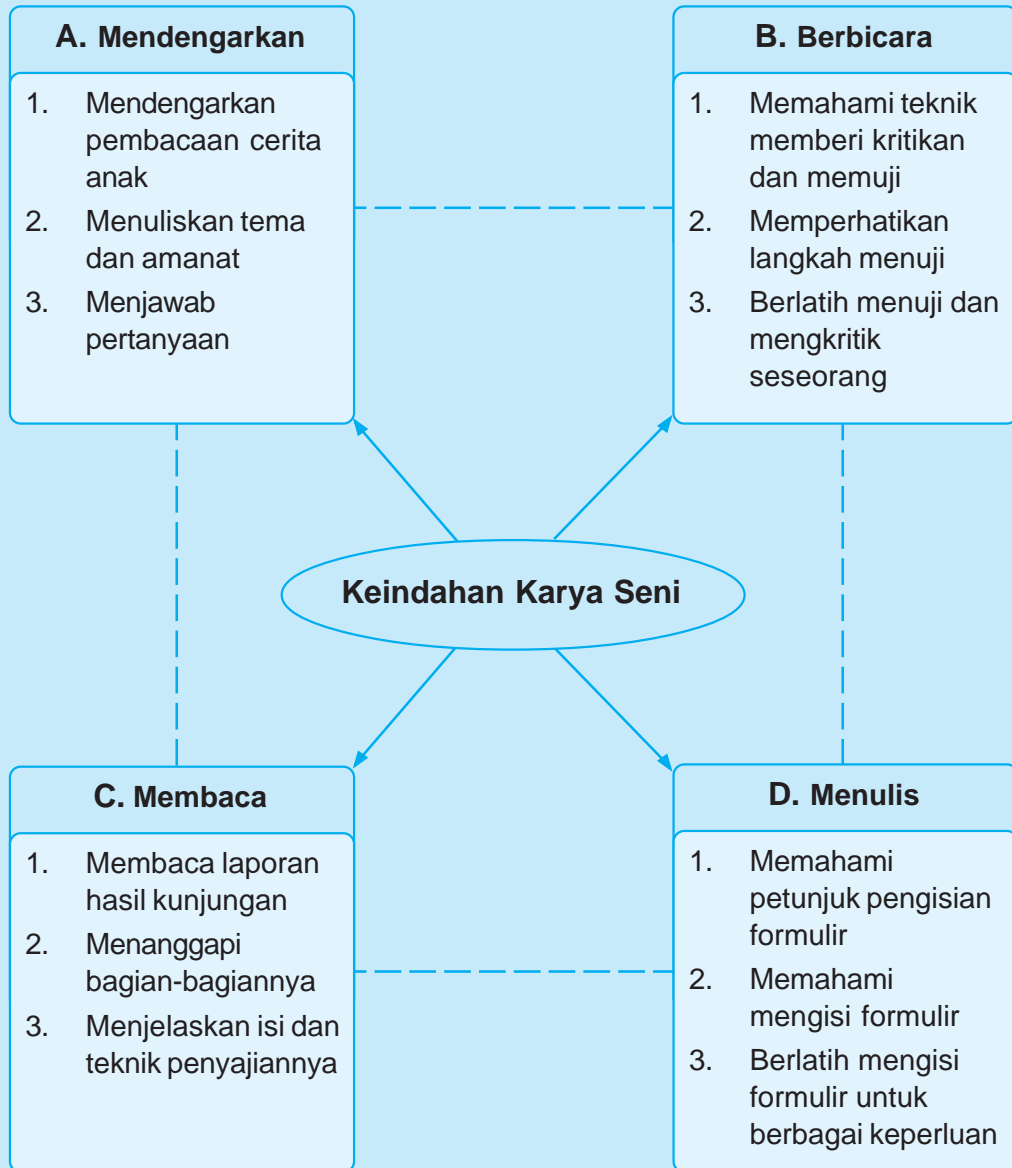 A. Mendengarkan
1. Mendengarkan
pembacaan cerita
anak
2. Menuliskan tema
dan amanat
3. Menjawab
pertanyaan
B. Berbicara
1. Memahami teknik
memberi kritikan
dan memuji
2. Memperhatikan
langkah menuji
3. Berlatih menuji dan
mengkritik
seseorang
Keindahan Karya Seni
C. Membaca
1. Membaca laporan
hasil kunjungan
2. Menanggapi
bagian-bagiannya
3. Menjelaskan isi dan
teknik penyajiannya
D. Menulis
1. Memahami
petunjuk pengisian
formulir
2. Memahami
mengisi formulir
3. Berlatih mengisi
formulir untuk
berbagai keperluan